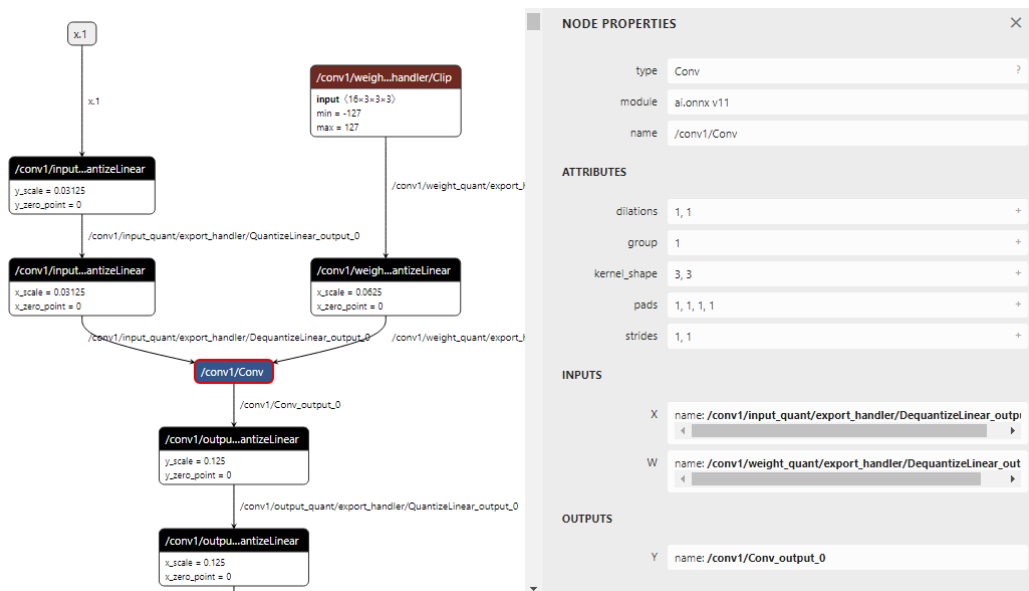 x.1
x.1
/conv1/weigh...handler/Clip
input 〈16×3×3×3〉
min = -127
max = 127
/conv1/input...antizeLinear
y_scale = 0.03125
y_zero_point = 0
/conv1/weight_quant/export_h
/conv1/input_quant/export_handler/QuantizeLinear_output_0
/conv1/input...antizeLinear
x_scale = 0.03125
x_zero_point = 0
/conv1/weigh...antizeLinear
x_scale = 0.0625
x_zero_point = 0
/conv1/input_quant/export_handler/DequantizeLinear_output_0
/conv1/weight_quant/export_h
/conv1/Conv
/conv1/Conv_output_0
/conv1/outpu...antizeLinear
y_scale = 0.125
y_zero_point = 0
/conv1/output_quant/export_handler/QuantizeLinear_output_0
/conv1/outpu...antizeLinear
x_scale = 0.125
x_zero_point = 0
NODE PROPERTIES ×
type Conv ?
module ai.onnx v11
name /conv1/Conv
ATTRIBUTES
dilations 1, 1 +
group 1 +
kernel_shape 3, 3 +
pads 1, 1, 1, 1 +
strides 1, 1 +
INPUTS
X name: /conv1/input_quant/export_handler/DequantizeLinear_outpu
W name: /conv1/weight_quant/export_handler/DequantizeLinear_out
OUTPUTS
Y name: /conv1/Conv_output_0